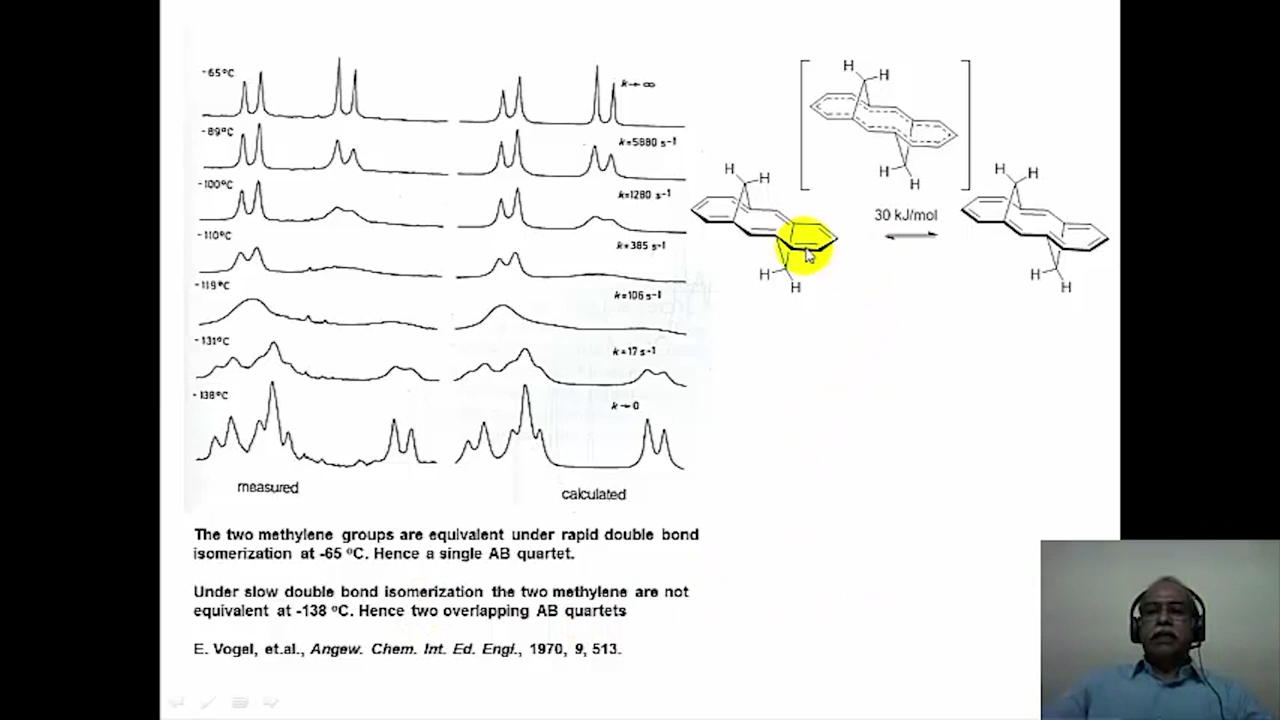 -65°C
k→∞
-89°C
k=5880 s-1
-100°C
k=1280 s-1
-110°C
k=385 s-1
-119°C
k=106 s-1
-131°C
k=17 s-1
-138°C
k→0
measured
calculated
H H
H H
H H
30 kJ/mol
H H
H H
H H
The two methylene groups are equivalent under rapid double bond
isomerization at -65 ºC. Hence a single AB quartet.
Under slow double bond isomerization the two methylene are not
equivalent at -138 ºC. Hence two overlapping AB quartets
E. Vogel, et.al., Angew. Chem. Int. Ed. Engl., 1970, 9, 513.